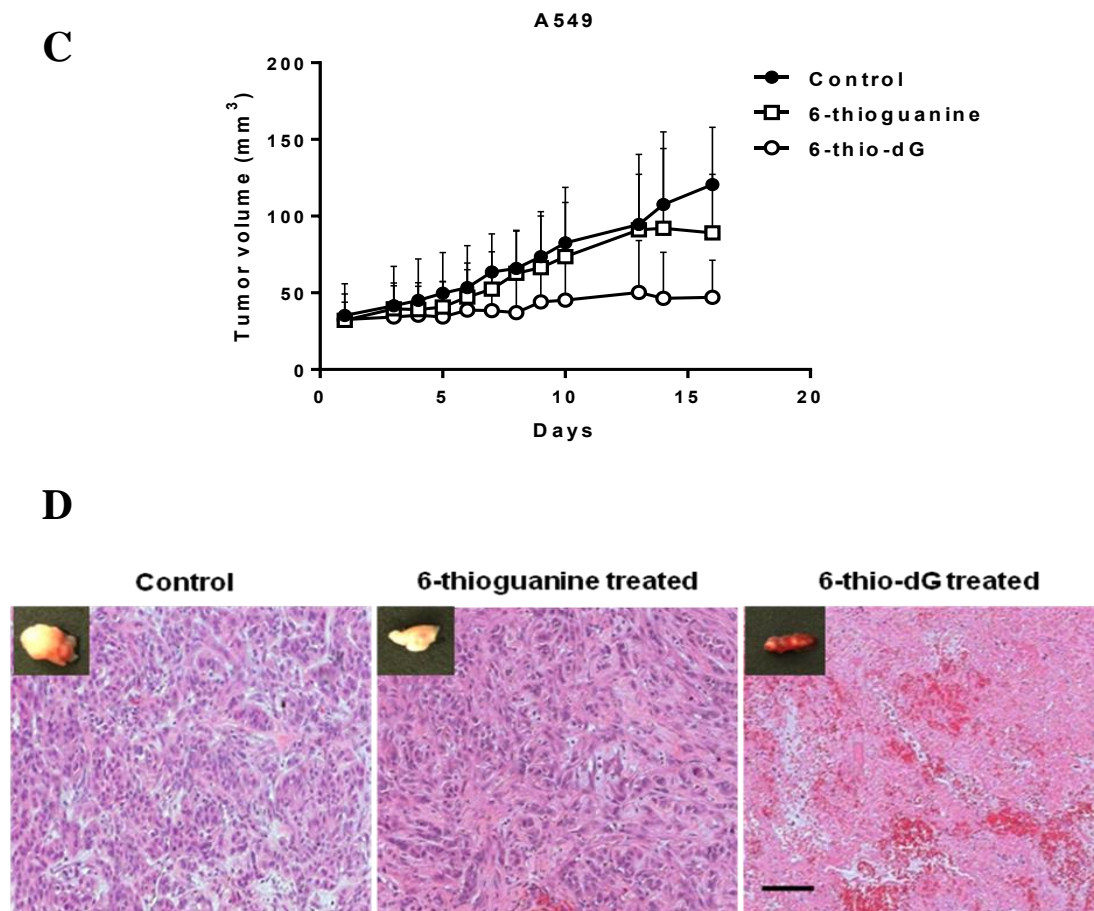 C
A549
Tumor volume (mm³)
200
150
100
50
0
0 5 10 15 20
Days
Control
6-thioguanine
6-thio-dG
D
Control 6-thioguanine treated 6-thio-dG treated